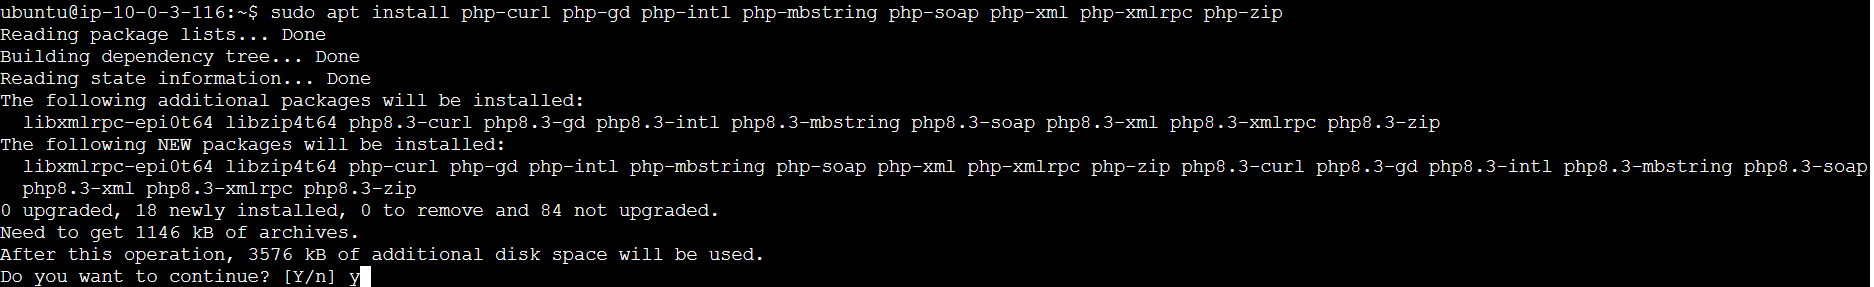 ubuntu@ip-10-0-3-116:~$ sudo apt install php-curl php-gd php-intl php-mbstring php-soap php-xml php-xmlrpc php-zip
Reading package lists... Done
Building dependency tree... Done
Reading state information... Done
The following additional packages will be installed:
  libxmlrpc-epi0t64 libzip4t64 php8.3-curl php8.3-gd php8.3-intl php8.3-mbstring php8.3-soap php8.3-xml php8.3-xmlrpc php8.3-zip
The following NEW packages will be installed:
  libxmlrpc-epi0t64 libzip4t64 php-curl php-gd php-intl php-mbstring php-soap php-xml php-xmlrpc php-zip php8.3-curl php8.3-gd php8.3-intl php8.3-mbstring php8.3-soap
  php8.3-xml php8.3-xmlrpc php8.3-zip
0 upgraded, 18 newly installed, 0 to remove and 84 not upgraded.
Need to get 1146 kB of archives.
After this operation, 3576 kB of additional disk space will be used.
Do you want to continue? [Y/n] y